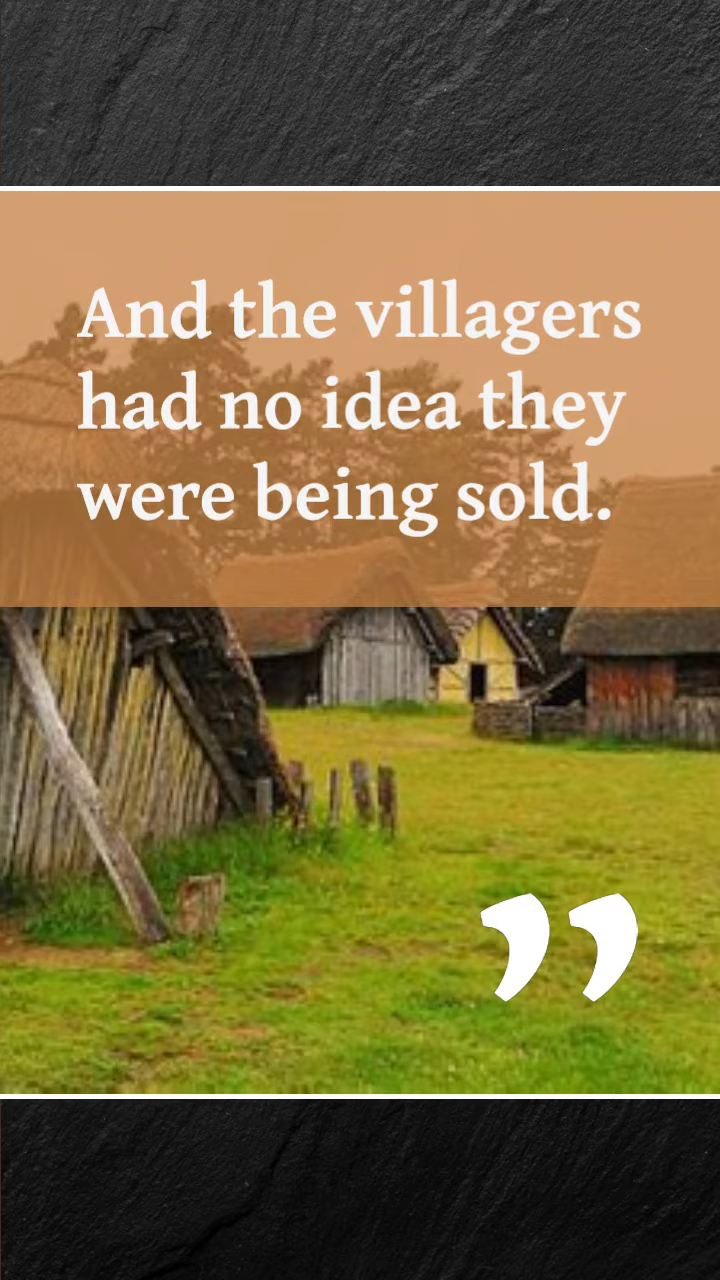 And the villagers
had no idea they
were being sold.
”